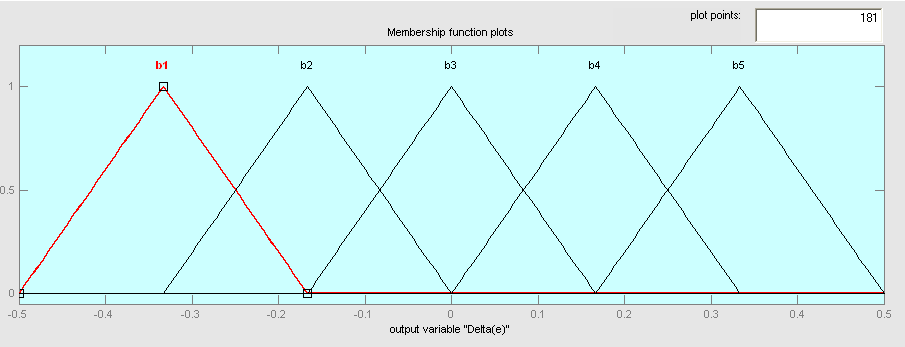 plot points:
181
Membership function plots
b1 b2 b3 b4 b5
1
0.5
0
-0.5 -0.4 -0.3 -0.2 -0.1 0 0.1 0.2 0.3 0.4 0.5
output variable "Delta(e)"